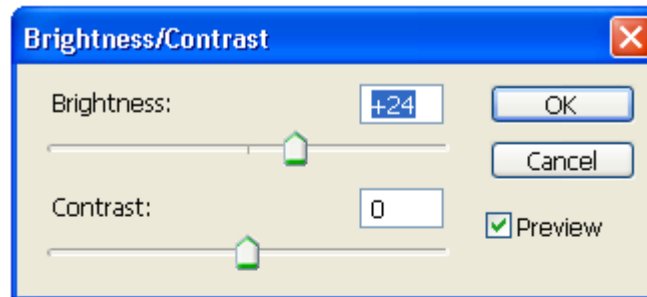 Brightness/Contrast
Brightness: +24
OK
Cancel
Contrast: 0
Preview